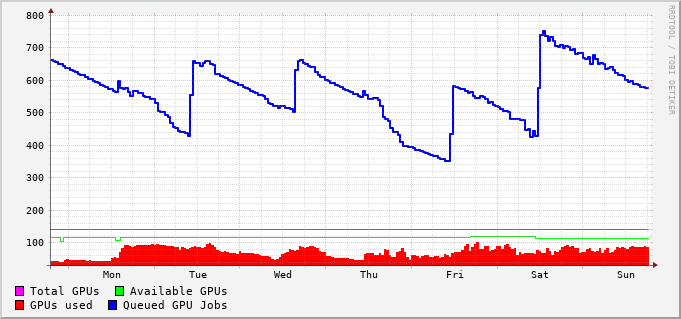 800
700
600
500
400
300
200
100
Mon Tue Wed Thu Fri Sat Sun
Total GPUs Available GPUs
GPUs used Queued GPU Jobs
RRDTOOL / TOBI OETIKER